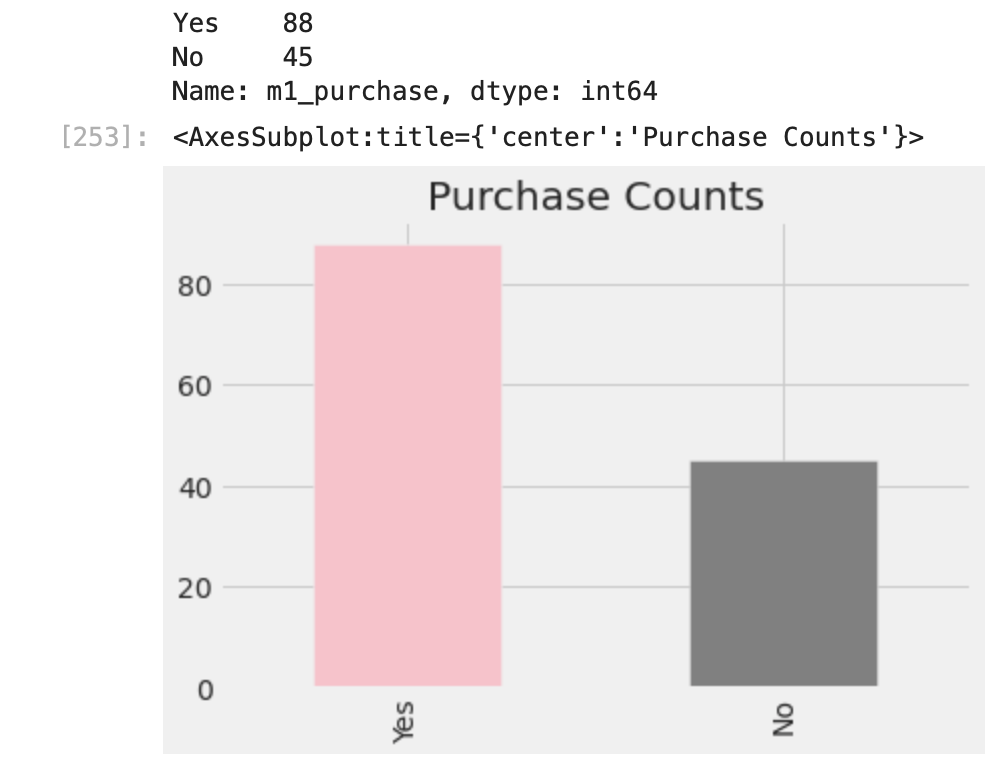 Yes    88
No     45
Name: m1_purchase, dtype: int64
[253]: <AxesSubplot:title={'center':'Purchase Counts'}>
Purchase Counts
80
60
40
20
0
Yes
No